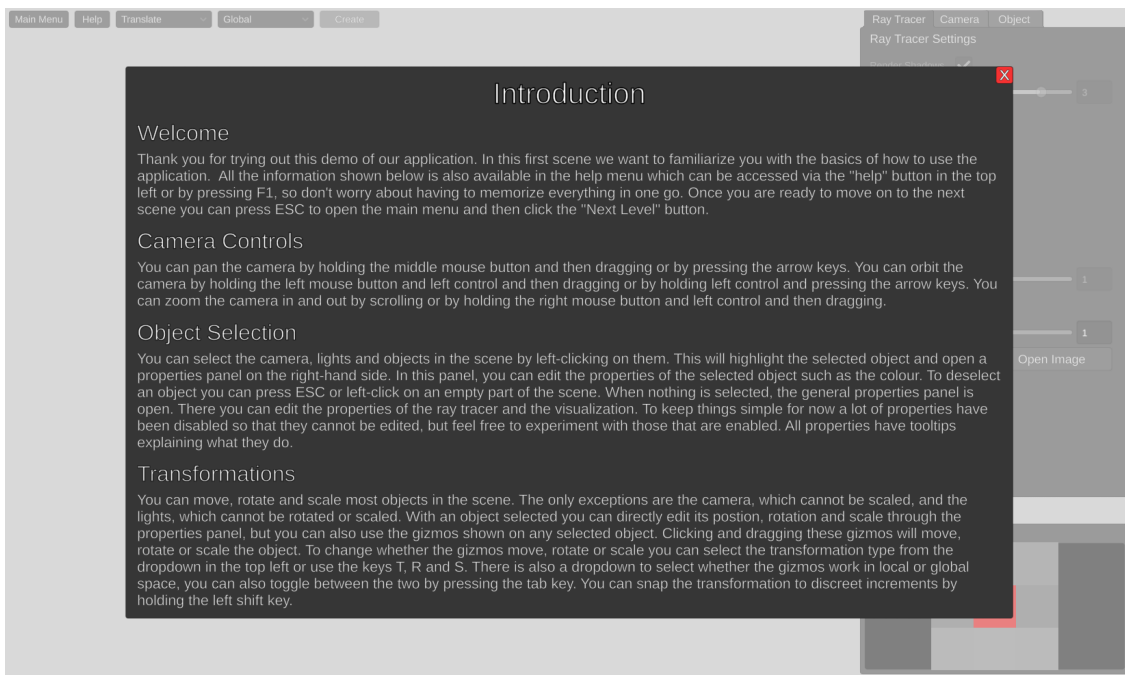 Main Menu Help Translate Global Create Ray Tracer Camera Object
Ray Tracer Settings
Render Shadows
3
1
1
Open Image
X
Introduction
Welcome
Thank you for trying out this demo of our application. In this first scene we want to familiarize you with the basics of how to use the
application.  All the information shown below is also available in the help menu which can be accessed via the "help" button in the top
left or by pressing F1, so don't worry about having to memorize everything in one go. Once you are ready to move on to the next
scene you can press ESC to open the main menu and then click the "Next Level" button.
Camera Controls
You can pan the camera by holding the middle mouse button and then dragging or by pressing the arrow keys. You can orbit the
camera by holding the left mouse button and left control and then dragging or by holding left control and pressing the arrow keys. You
can zoom the camera in and out by scrolling or by holding the right mouse button and left control and then dragging.
Object Selection
You can select the camera, lights and objects in the scene by left-clicking on them. This will highlight the selected object and open a
properties panel on the right-hand side. In this panel, you can edit the properties of the selected object such as the colour. To deselect
an object you can press ESC or left-click on an empty part of the scene. When nothing is selected, the general properties panel is
open. There you can edit the properties of the ray tracer and the visualization. To keep things simple for now a lot of properties have
been disabled so that they cannot be edited, but feel free to experiment with those that are enabled. All properties have tooltips
explaining what they do.
Transformations
You can move, rotate and scale most objects in the scene. The only exceptions are the camera, which cannot be scaled, and the
lights, which cannot be rotated or scaled. With an object selected you can directly edit its postion, rotation and scale through the
properties panel, but you can also use the gizmos shown on any selected object. Clicking and dragging these gizmos will move,
rotate or scale the object. To change whether the gizmos move, rotate or scale you can select the transformation type from the
dropdown in the top left or use the keys T, R and S. There is also a dropdown to select whether the gizmos work in local or global
space, you can also toggle between the two by pressing the tab key. You can snap the transformation to discreet increments by
holding the left shift key.